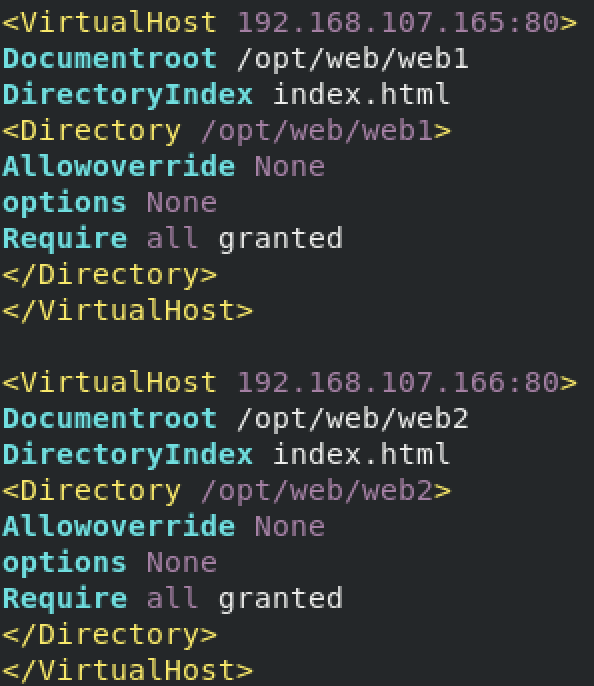 <VirtualHost 192.168.107.165:80>
Documentroot /opt/web/web1
DirectoryIndex index.html
<Directory /opt/web/web1>
Allowoverride None
options None
Require all granted
</Directory>
</VirtualHost>
<VirtualHost 192.168.107.166:80>
Documentroot /opt/web/web2
DirectoryIndex index.html
<Directory /opt/web/web2>
Allowoverride None
options None
Require all granted
</Directory>
</VirtualHost>